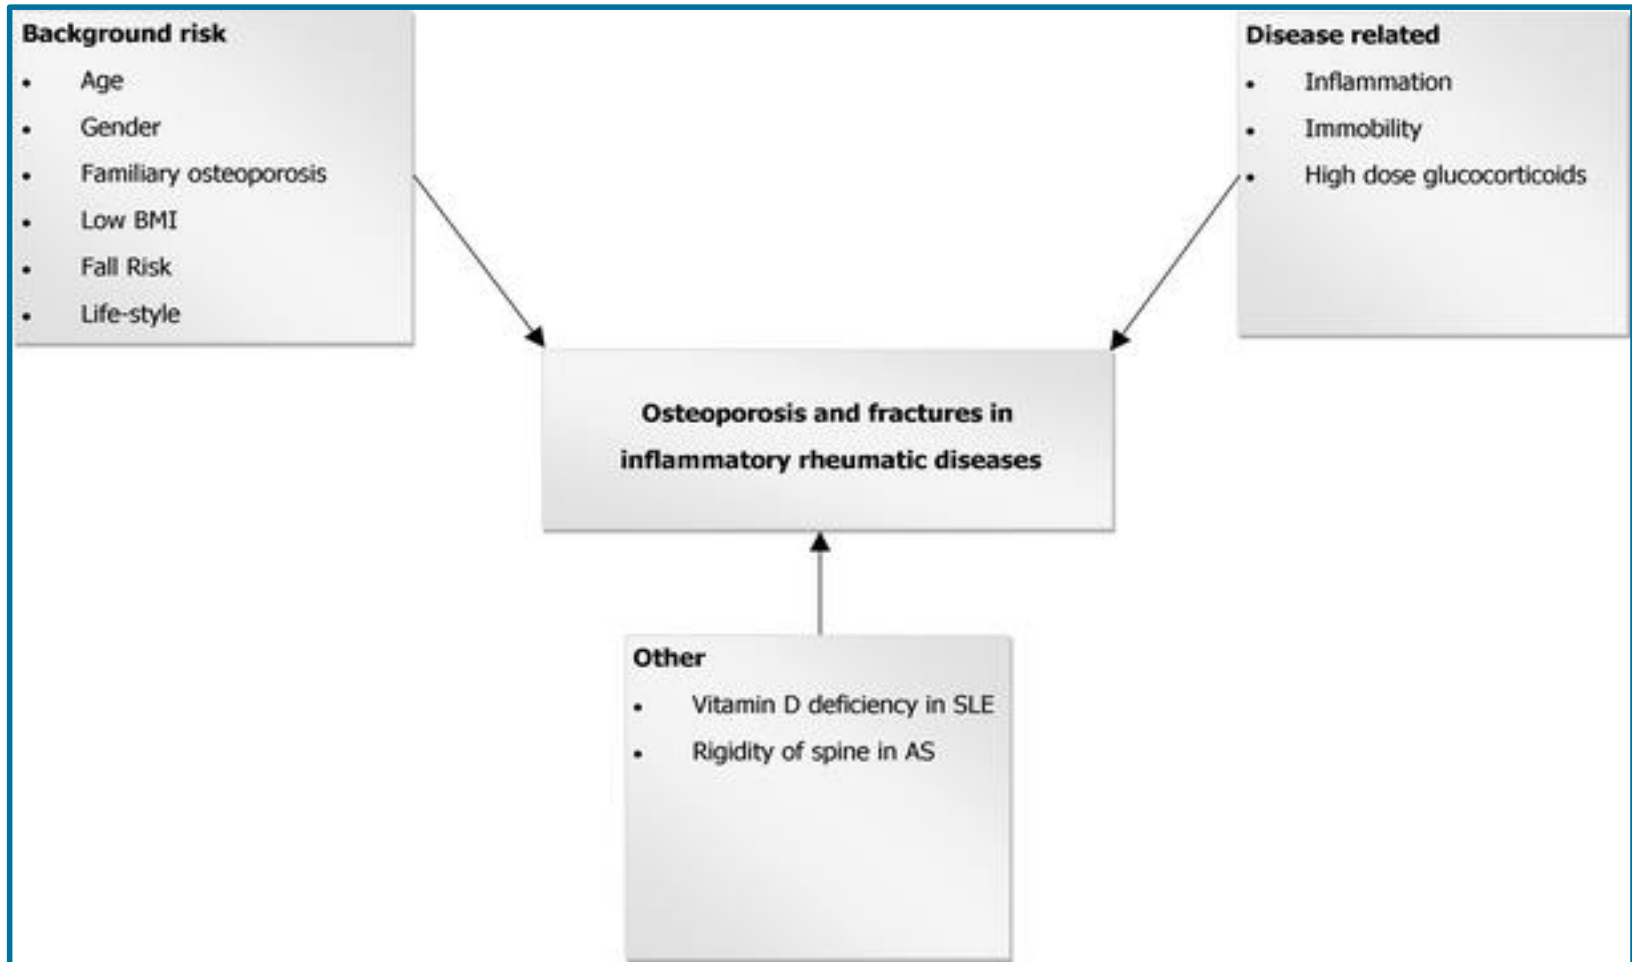 Background risk
• Age
• Gender
• Familiary osteoporosis
• Low BMI
• Fall Risk
• Life-style
Disease related
• Inflammation
• Immobility
• High dose glucocorticoids
Osteoporosis and fractures in
inflammatory rheumatic diseases
Other
• Vitamin D deficiency in SLE
• Rigidity of spine in AS